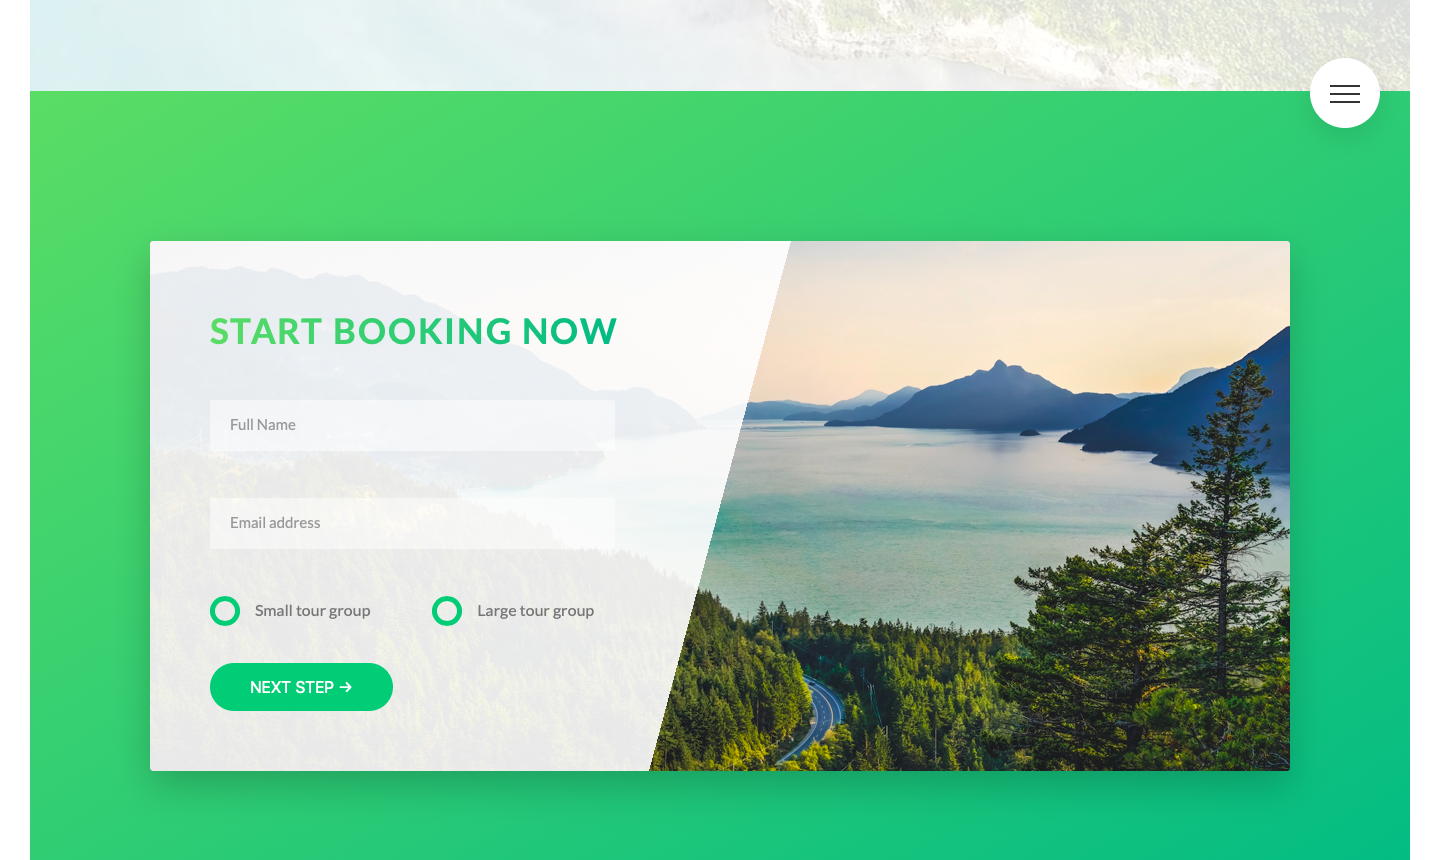 START BOOKING NOW
Full Name
Email address
Small tour group
Large tour group
NEXT STEP →